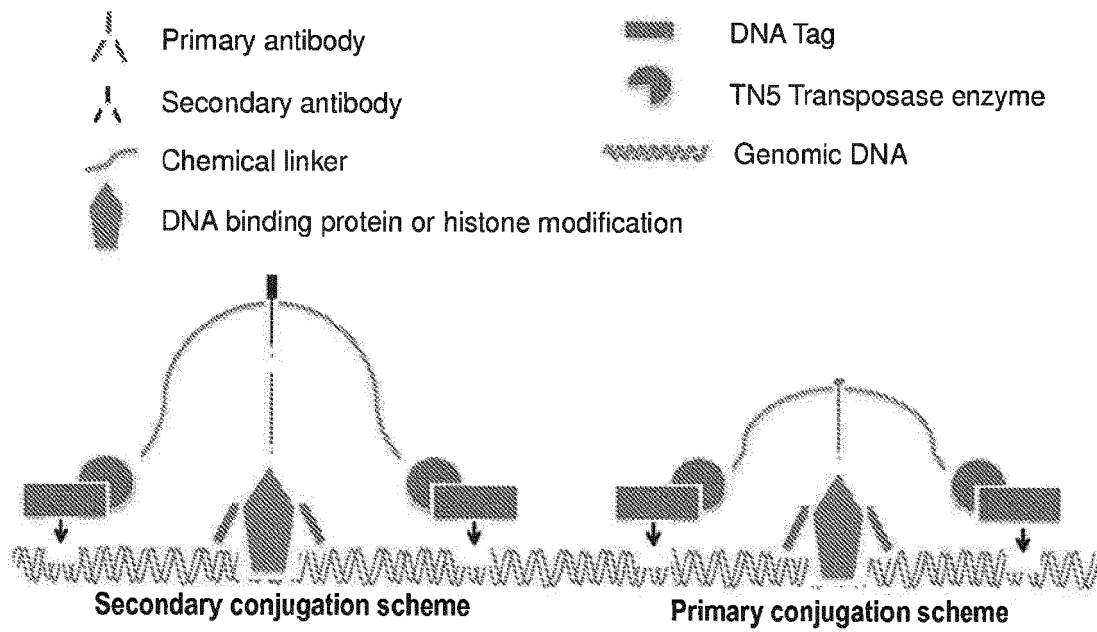 Primary antibody
Secondary antibody
Chemical linker
DNA binding protein or histone modification
DNA Tag
TN5 Transposase enzyme
Genomic DNA
Secondary conjugation scheme
Primary conjugation scheme